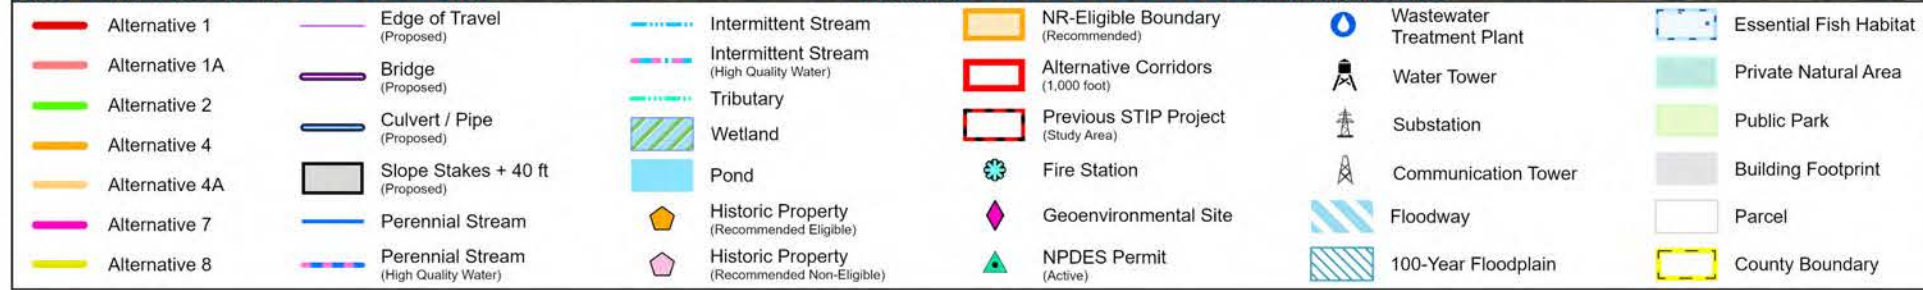 Alternative 1
Alternative 1A
Alternative 2
Alternative 4
Alternative 4A
Alternative 7
Alternative 8
Edge of Travel
(Proposed)
Bridge
(Proposed)
Culvert / Pipe
(Proposed)
Slope Stakes + 40 ft
(Proposed)
Perennial Stream
Perennial Stream
(High Quality Water)
Intermittent Stream
Intermittent Stream
(High Quality Water)
Tributary
Wetland
Pond
Historic Property
(Recommended Eligible)
Historic Property
(Recommended Non-Eligible)
NR-Eligible Boundary
(Recommended)
Alternative Corridors
(1,000 foot)
Previous STIP Project
(Study Area)
Fire Station
Geoenvironmental Site
NPDES Permit
(Active)
Wastewater
Treatment Plant
Water Tower
Substation
Communication Tower
Floodway
100-Year Floodplain
Essential Fish Habitat
Private Natural Area
Public Park
Building Footprint
Parcel
County Boundary